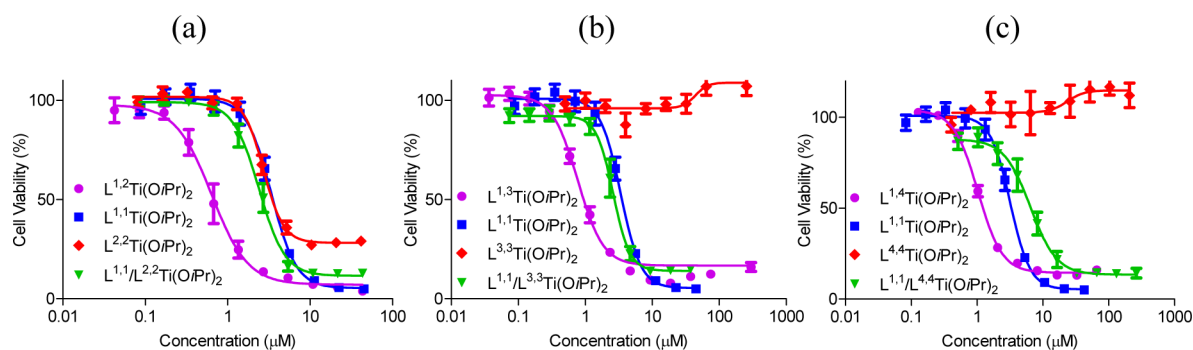 (a)
100
50
0
Cell Viability (%)
L¹,²Ti(OiPr)₂
L¹,¹Ti(OiPr)₂
L²,²Ti(OiPr)₂
L¹,¹/L²,²Ti(OiPr)₂
0.01 0.1 1 10 100
Concentration (μM)
(b)
100
50
0
Cell Viability (%)
L¹,³Ti(OiPr)₂
L¹,¹Ti(OiPr)₂
L³,³Ti(OiPr)₂
L¹,¹/L³,³Ti(OiPr)₂
0.01 0.1 1 10 100 1000
Concentration (μM)
(c)
100
50
0
Cell Viability (%)
L¹,⁴Ti(OiPr)₂
L¹,¹Ti(OiPr)₂
L⁴,⁴Ti(OiPr)₂
L¹,¹/L⁴,⁴Ti(OiPr)₂
0.01 0.1 1 10 100 1000
Concentration (μM)